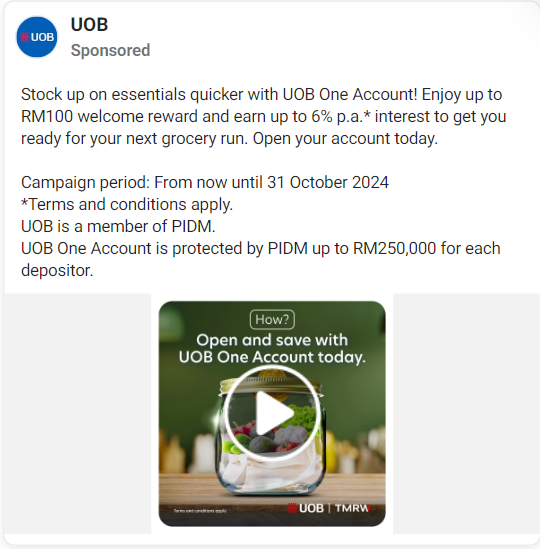 UOB
UOB
Sponsored
Stock up on essentials quicker with UOB One Account! Enjoy up to
RM100 welcome reward and earn up to 6% p.a.* interest to get you
ready for your next grocery run. Open your account today.
Campaign period: From now until 31 October 2024
*Terms and conditions apply.
UOB is a member of PIDM.
UOB One Account is protected by PIDM up to RM250,000 for each
depositor.
How?
Open and save with
UOB One Account today.
Terms and conditions apply.
UOB | TMRW